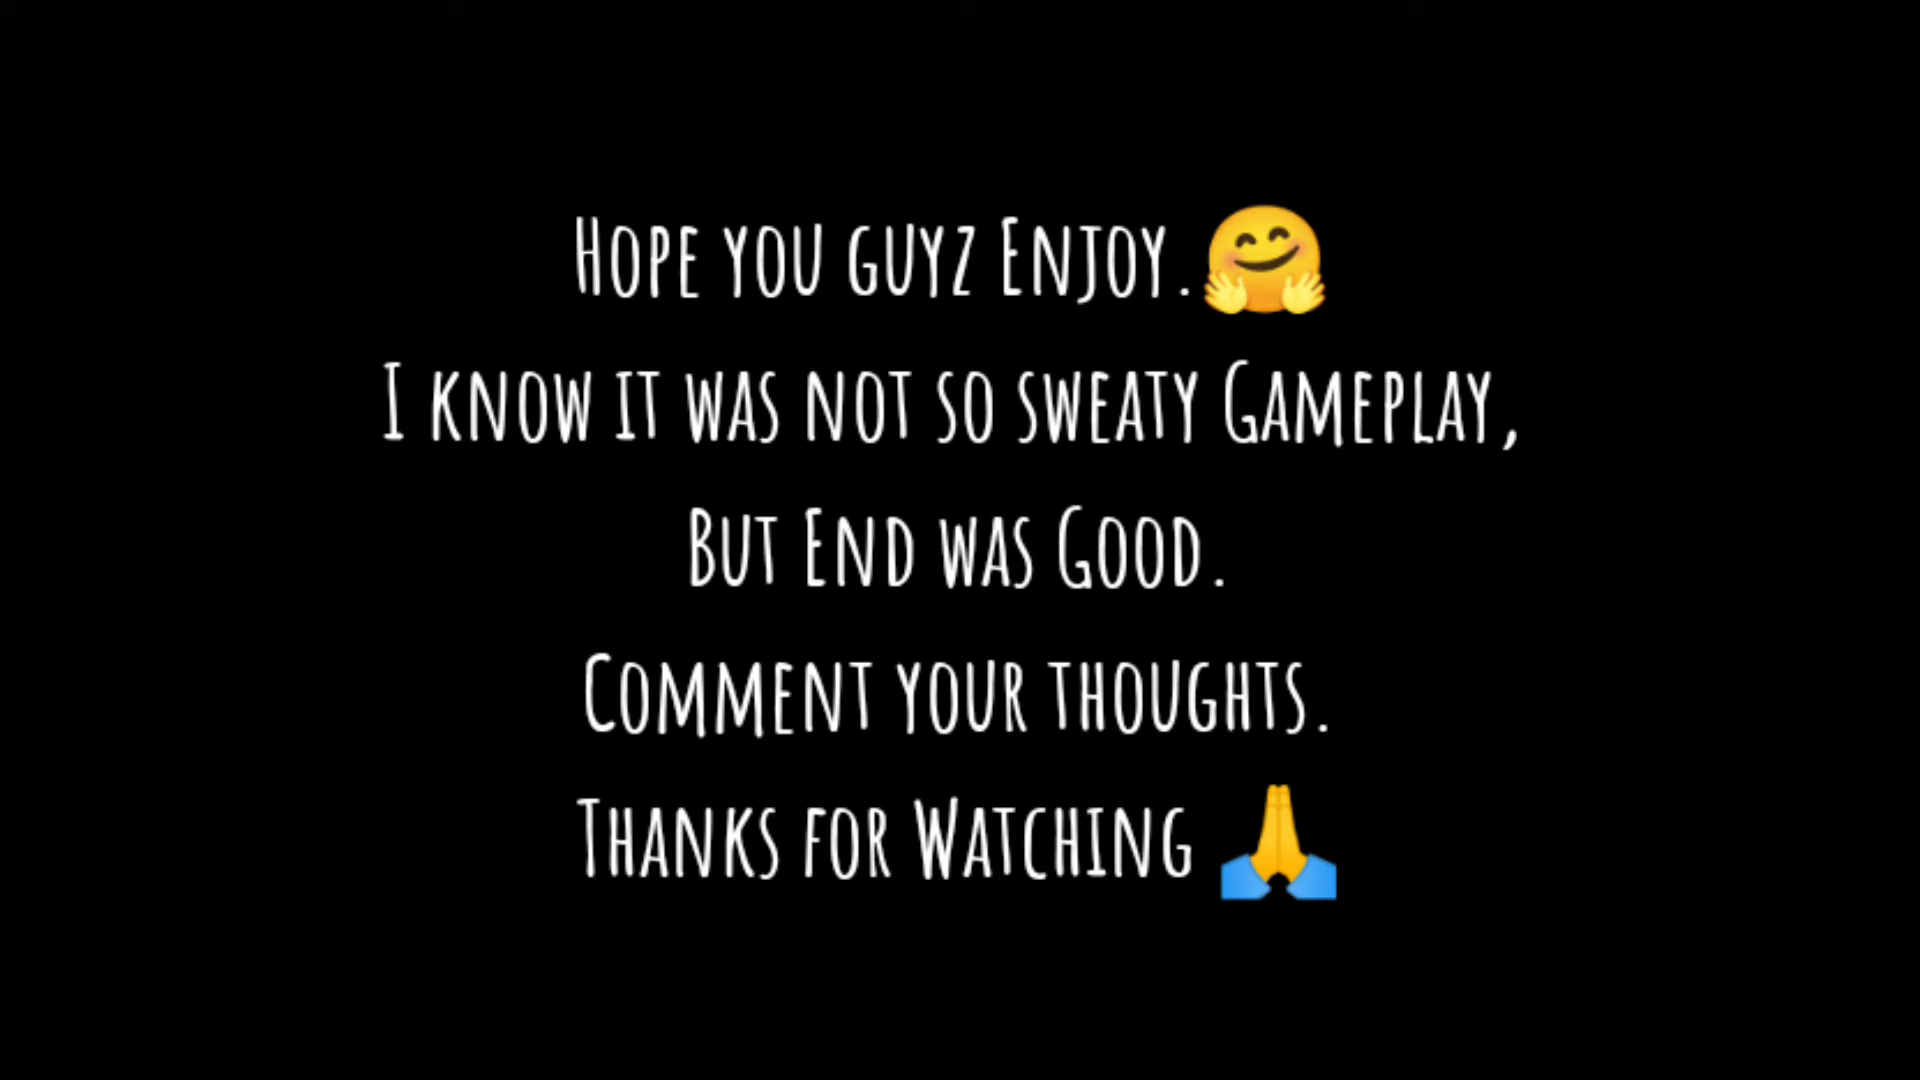 Hope you guyz Enjoy.🤗
I know it was not so sweaty Gameplay,
But End was Good.
Comment your thoughts.
Thanks for Watching 🙏